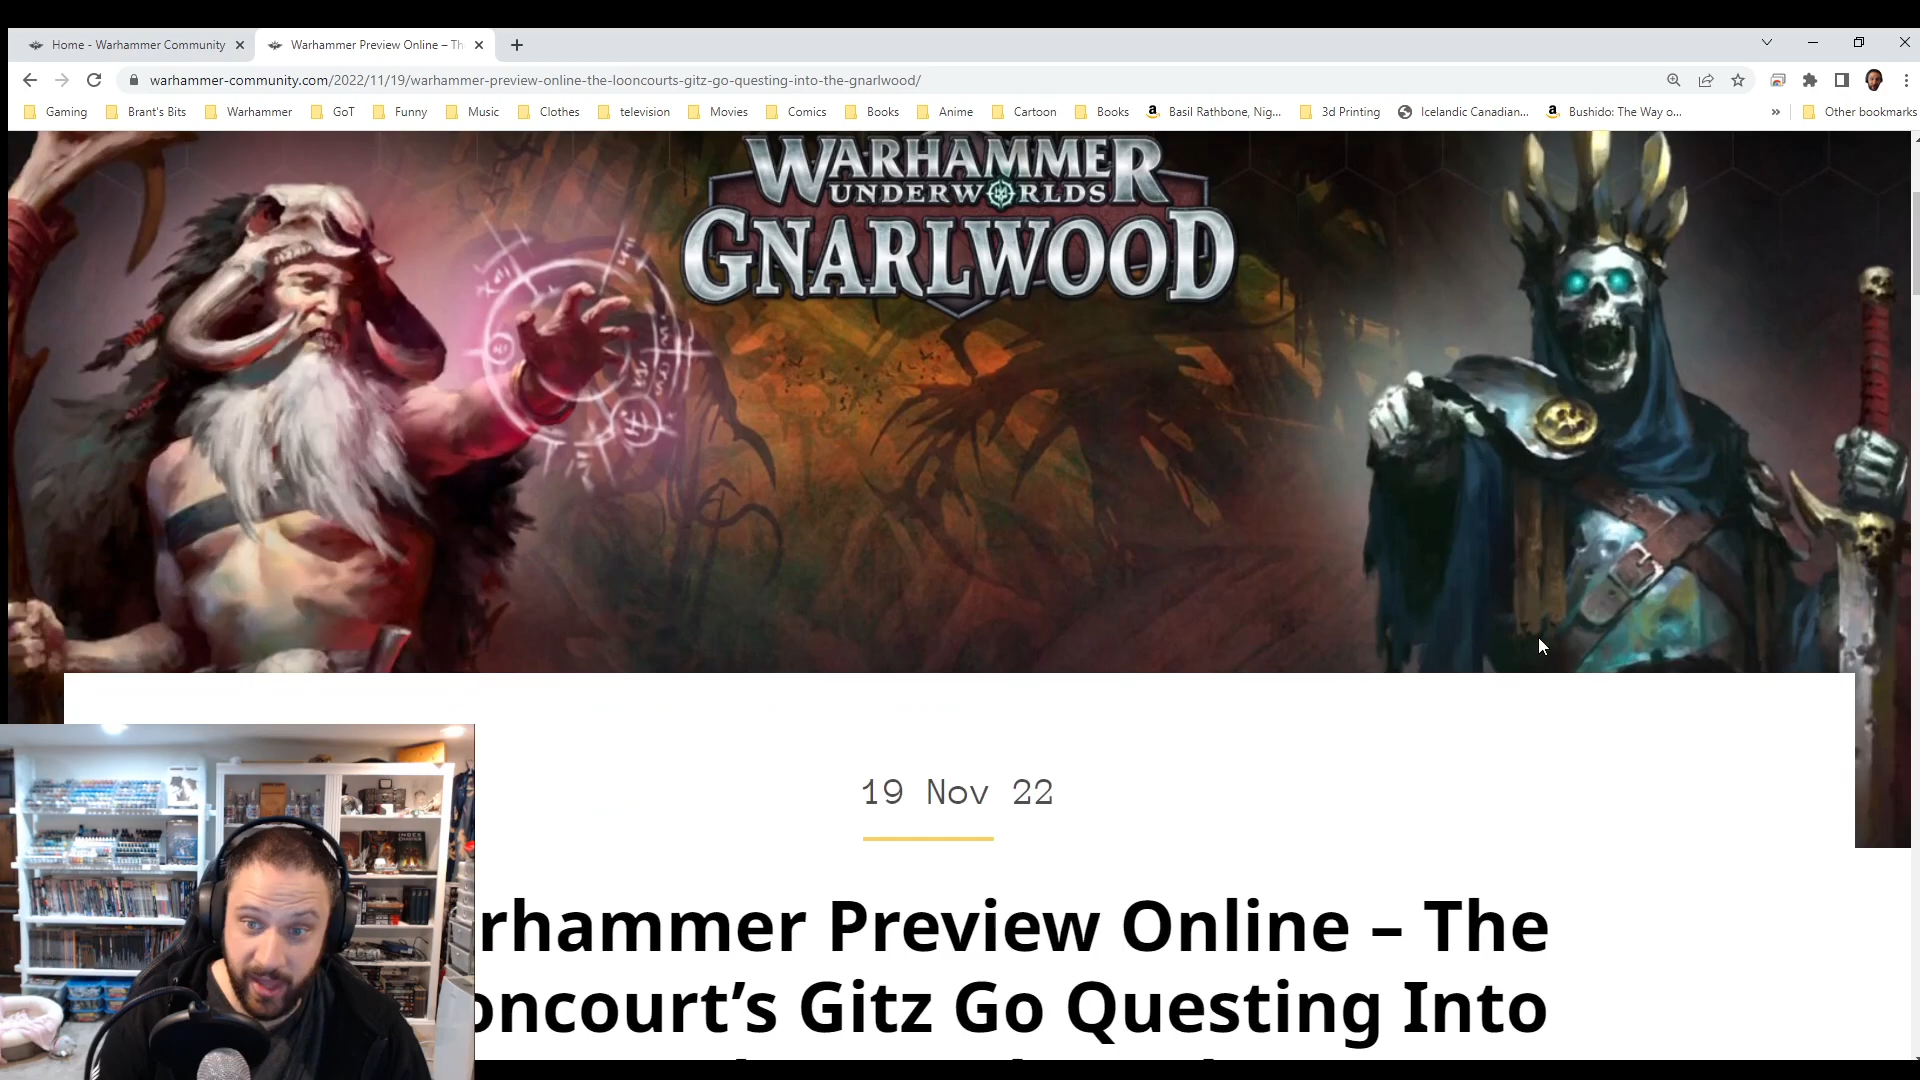 Home - Warhammer Community
Warhammer Preview Online – Th
warhammer-community.com/2022/11/19/warhammer-preview-online-the-looncourts-gitz-go-questing-into-the-gnarlwood/
Gaming Brant's Bits Warhammer GoT Funny Music Clothes television Movies Comics Books Anime Cartoon Books Basil Rathbone, Nig... 3d Printing Icelandic Canadian... Bushido: The Way o... » Other bookmarks
WARHAMMER
UNDERWORLDS
GNARLWOOD
19 Nov 22
rhammer Preview Online – The
oncourt’s Gitz Go Questing Into